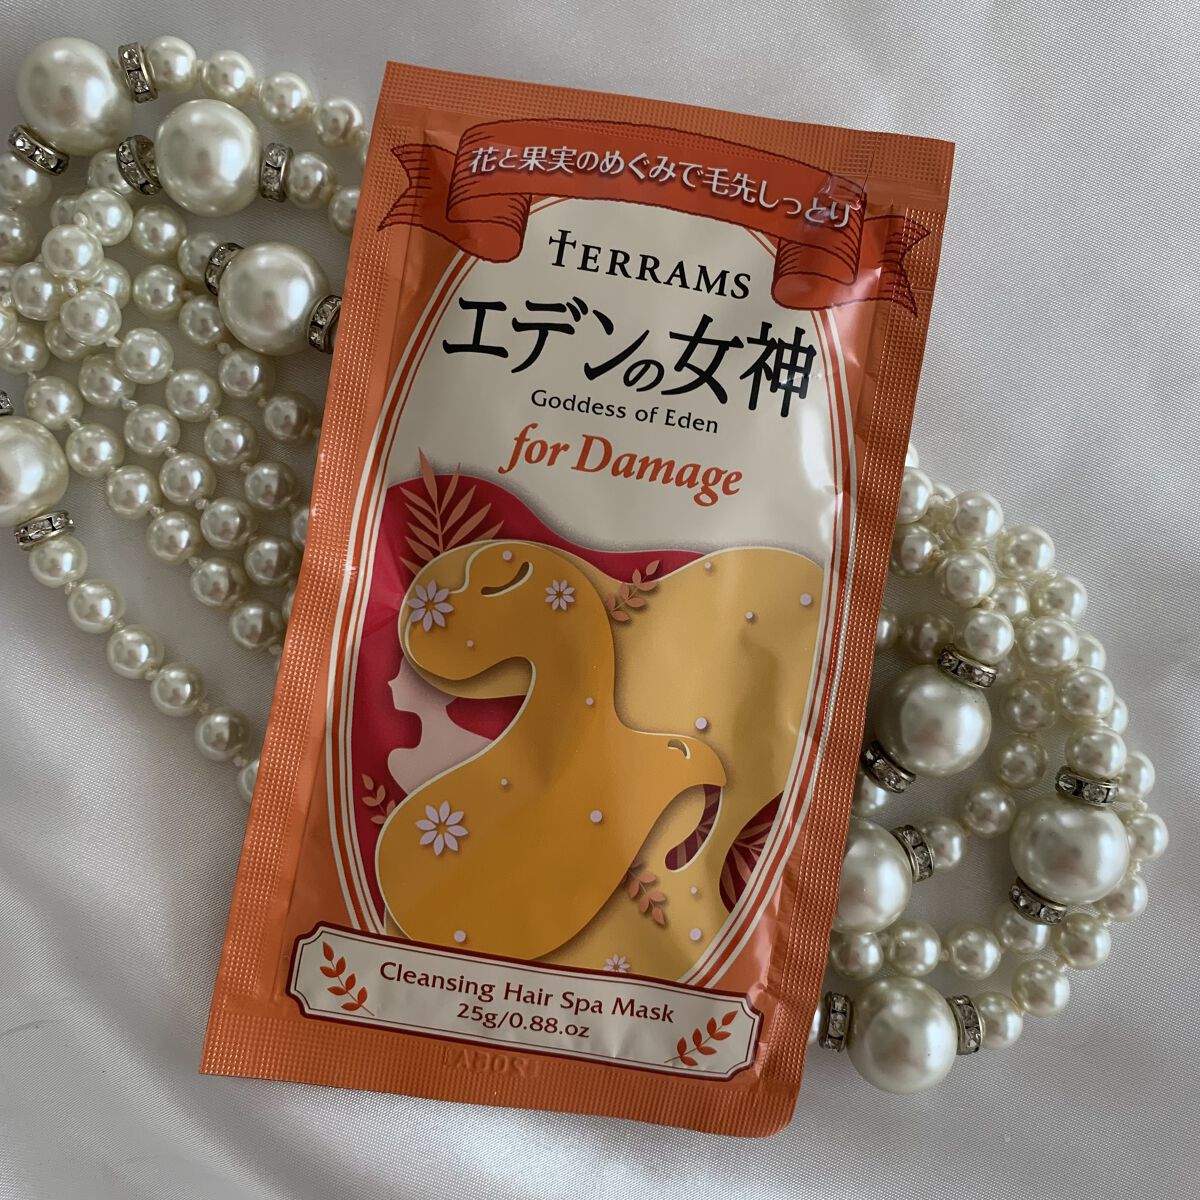 花と果実のめぐみで毛先しっとり
TERRAMS
エデンの女神
Goddess of Eden
for Damage
Cleansing Hair Spa Mask
25g/0.88.oz